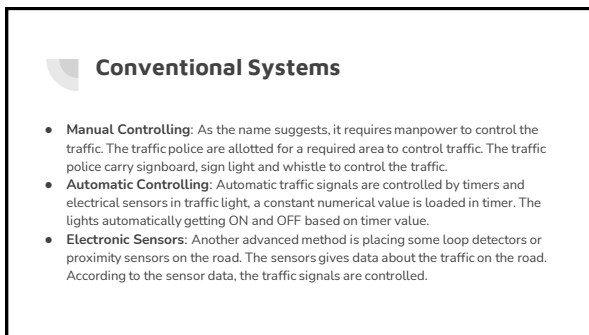 Conventional Systems
● Manual Controlling: As the name suggests, it requires manpower to control the
traffic. The traffic police are allotted for a required area to control traffic. The traffic
police carry signboard, sign light and whistle to control the traffic.
● Automatic Controlling: Automatic traffic signals are controlled by timers and
electrical sensors in traffic light, a constant numerical value is loaded in timer. The
lights automatically getting ON and OFF based on timer value.
● Electronic Sensors: Another advanced method is placing some loop detectors or
proximity sensors on the road. The sensors gives data about the traffic on the road.
According to the sensor data, the traffic signals are controlled.